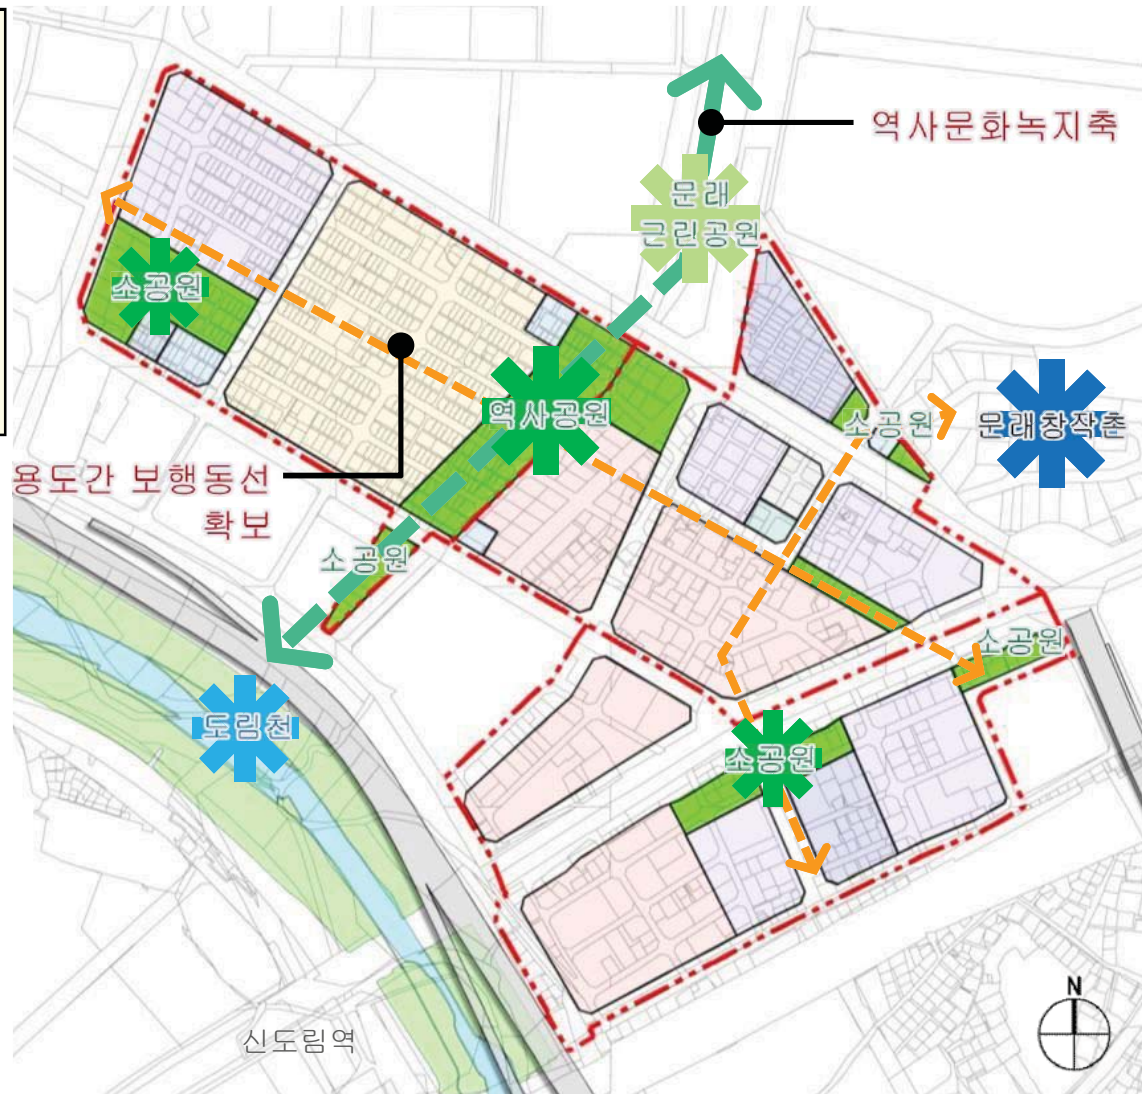 역사문화녹지축
문래
근린공원
소공원
역사공원
소공원
문래창작촌
용도간 보행동선
확보
소공원
소공원
도림천
소공원
N
신도림역